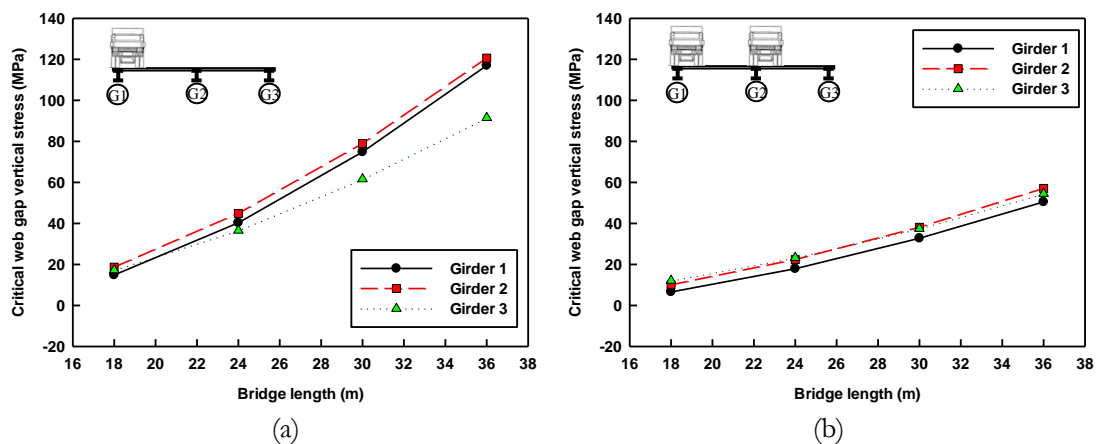 Critical web gap vertical stress (MPa)
140
120
100
80
60
40
20
0
-20
G1 G2 G3
Girder 1
Girder 2
Girder 3
16 18 20 22 24 26 28 30 32 34 36 38
Bridge length (m)
(a)
Critical web gap vertical stress (MPa)
140
120
100
80
60
40
20
0
-20
G1 G2 G3
Girder 1
Girder 2
Girder 3
16 18 20 22 24 26 28 30 32 34 36 38
Bridge length (m)
(b)